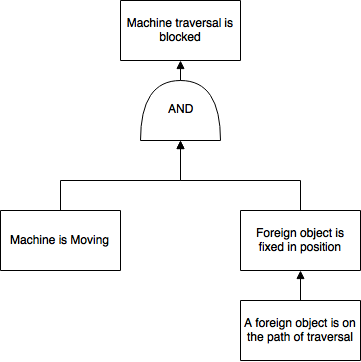 Machine traversal is
blocked
AND
Machine is Moving
Foreign object is
fixed in position
A foreign object is on
the path of traversal